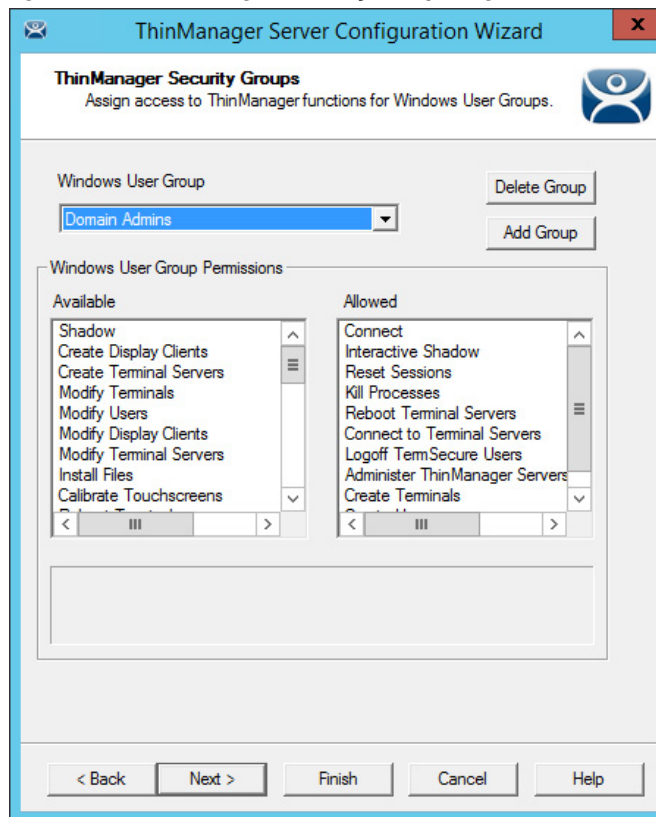 ThinManager Server Configuration Wizard
x
ThinManager Security Groups
Assign access to ThinManager functions for Windows User Groups.
Windows User Group
Delete Group
Domain Admins
Add Group
Windows User Group Permissions
Available
Allowed
Shadow
Create Display Clients
Create Terminal Servers
Modify Terminals
Modify Users
Modify Display Clients
Modify Terminal Servers
Install Files
Calibrate Touchscreens
Connect
Interactive Shadow
Reset Sessions
Kill Processes
Reboot Terminal Servers
Connect to Terminal Servers
Logoff TermSecure Users
Administer ThinManager Servers
Create Terminals
< Back
Next >
Finish
Cancel
Help